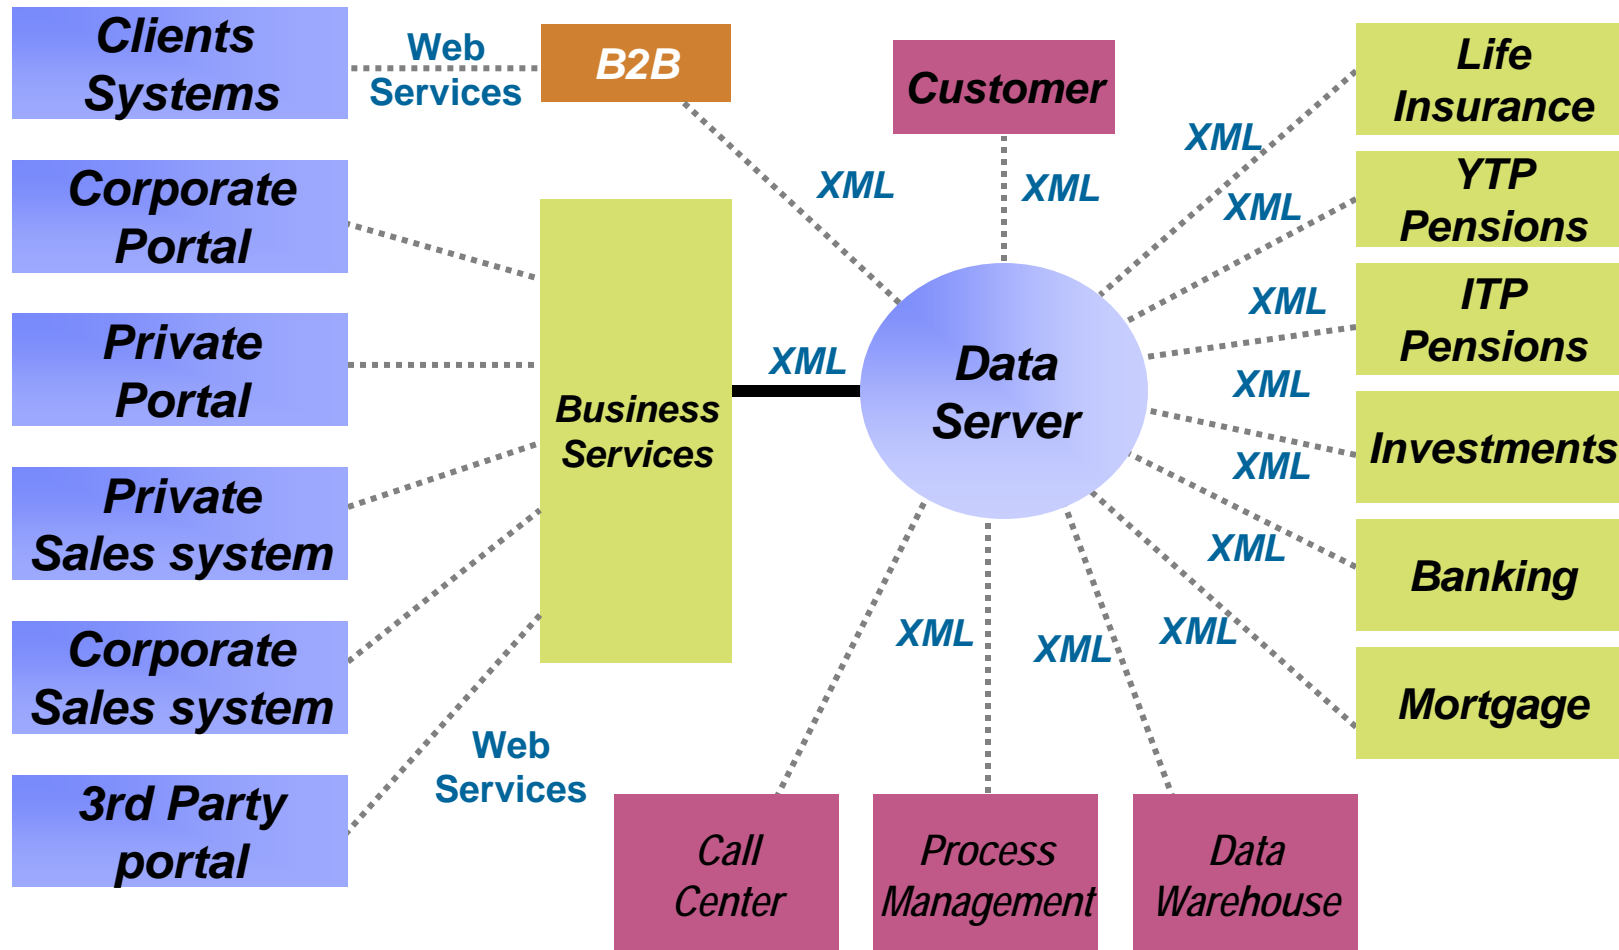 Clients
Systems
Web
Services
B2B
Customer
Life
Insurance
XML
XML
XML
YTP
Pensions
XML
Corporate
Portal
ITP
Pensions
XML
Private
Portal
Business
Services
XML
Data
Server
XML
Investments
XML
Private
Sales system
Banking
XML
Corporate
Sales system
XML
XML
XML
Mortgage
Web
Services
3rd Party
portal
Call
Center
Process
Management
Data
Warehouse